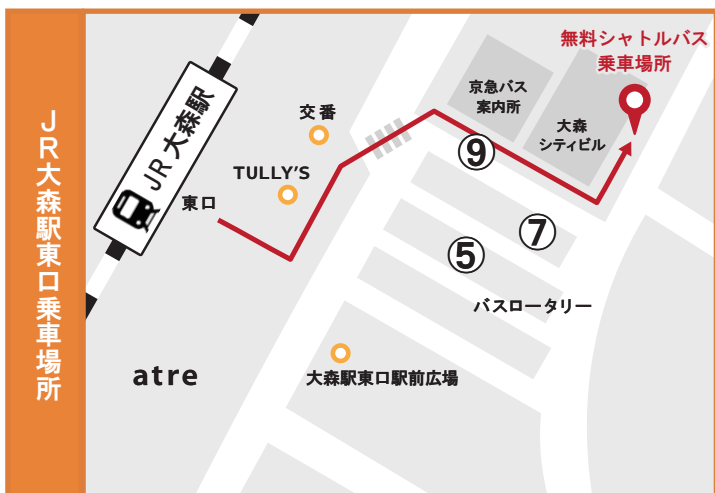 JR大森駅東口乗車場所
無料シャトルバス
乗車場所
京急バス
案内所
大森
シティビル
交番
TULLY'S
JR大森駅
東口
⑨
⑦
⑤
バスロータリー
atre
大森駅東口駅前広場